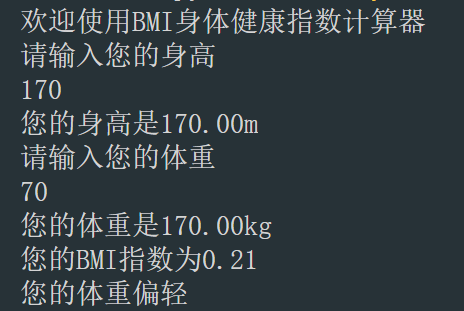 欢迎使用BMI身体健康指数计算器
请输入您的身高
170
您的身高是170.00m
请输入您的体重
70
您的体重是170.00kg
您的BMI指数为0.21
您的体重偏轻